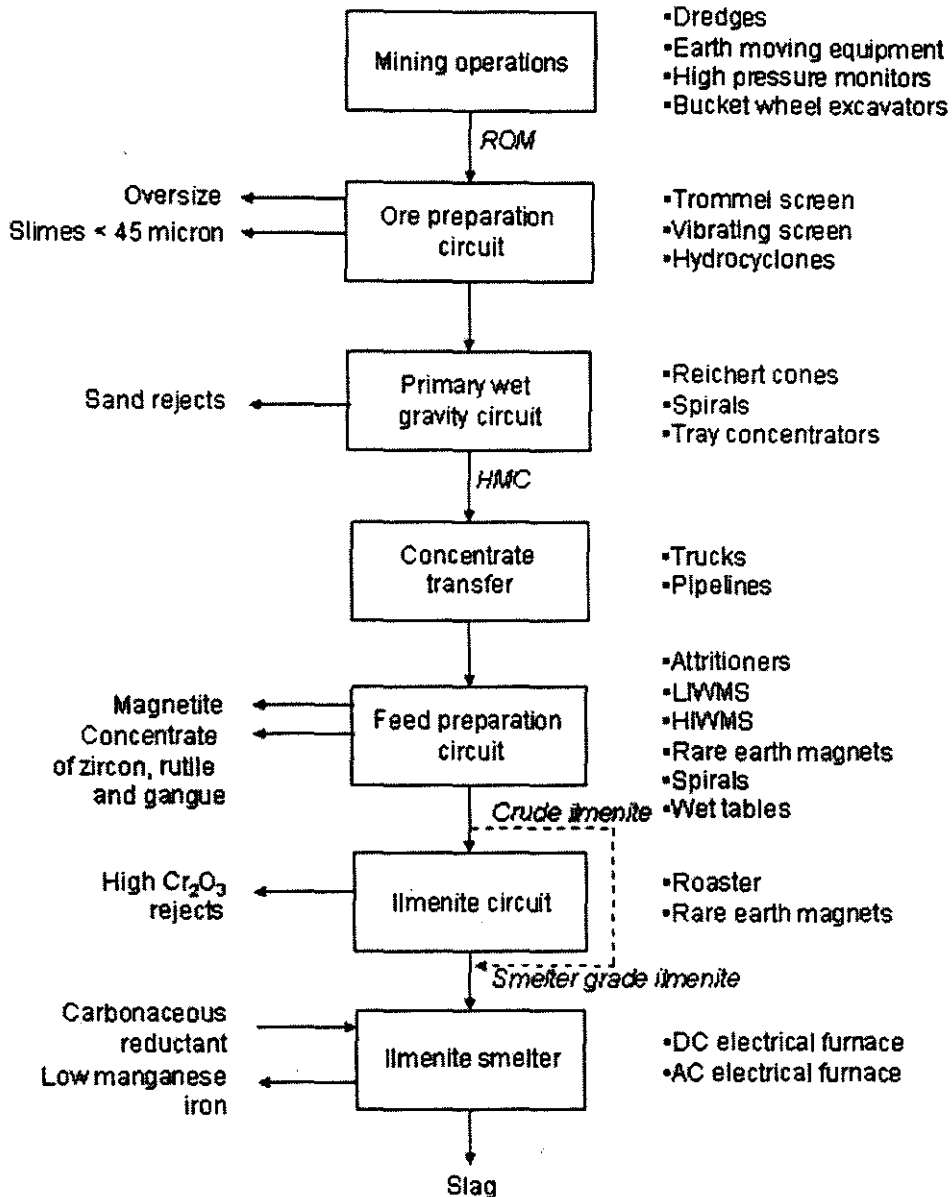 Mining operations
▪Dredges
▪Earth moving equipment
▪High pressure monitors
▪Bucket wheel excavators
ROM
Oversize
Slimes < 45 micron
Ore preparation
circuit
▪Trommel screen
▪Vibrating screen
▪Hydrocyclones
Sand rejects
Primary wet
gravity circuit
▪Reichert cones
▪Spirals
▪Tray concentrators
HMC
Concentrate
transfer
▪Trucks
▪Pipelines
Magnetite
Concentrate
of zircon, rutile
and gangue
Feed preparation
circuit
▪Attritioners
▪LIWMS
▪HIWMS
▪Rare earth magnets
▪Spirals
▪Wet tables
Crude ilmenite
High Cr₂O₃
rejects
Ilmenite circuit
▪Roaster
▪Rare earth magnets
Smelter grade ilmenite
Carbonaceous
reductant
Low manganese
iron
Ilmenite smelter
▪DC electrical furnace
▪AC electrical furnace
Slag